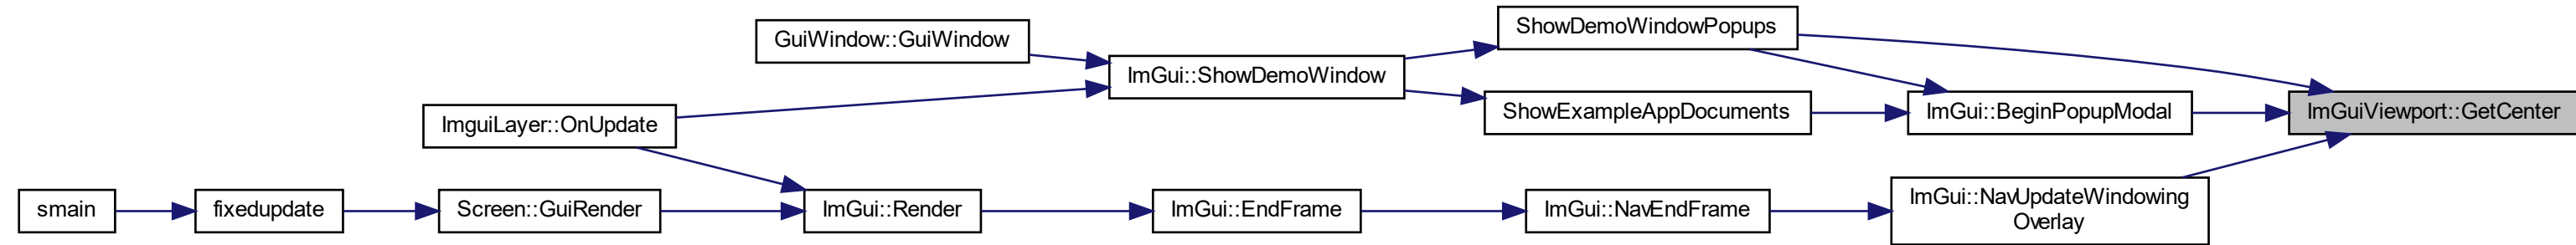 ShowDemoWindowPopups
GuiWindow::GuiWindow
ImGui::ShowDemoWindow
ImguiLayer::OnUpdate
ShowExampleAppDocuments
ImGui::BeginPopupModal
ImGuiViewport::GetCenter
smain
fixedupdate
Screen::GuiRender
ImGui::Render
ImGui::EndFrame
ImGui::NavEndFrame
ImGui::NavUpdateWindowing
Overlay